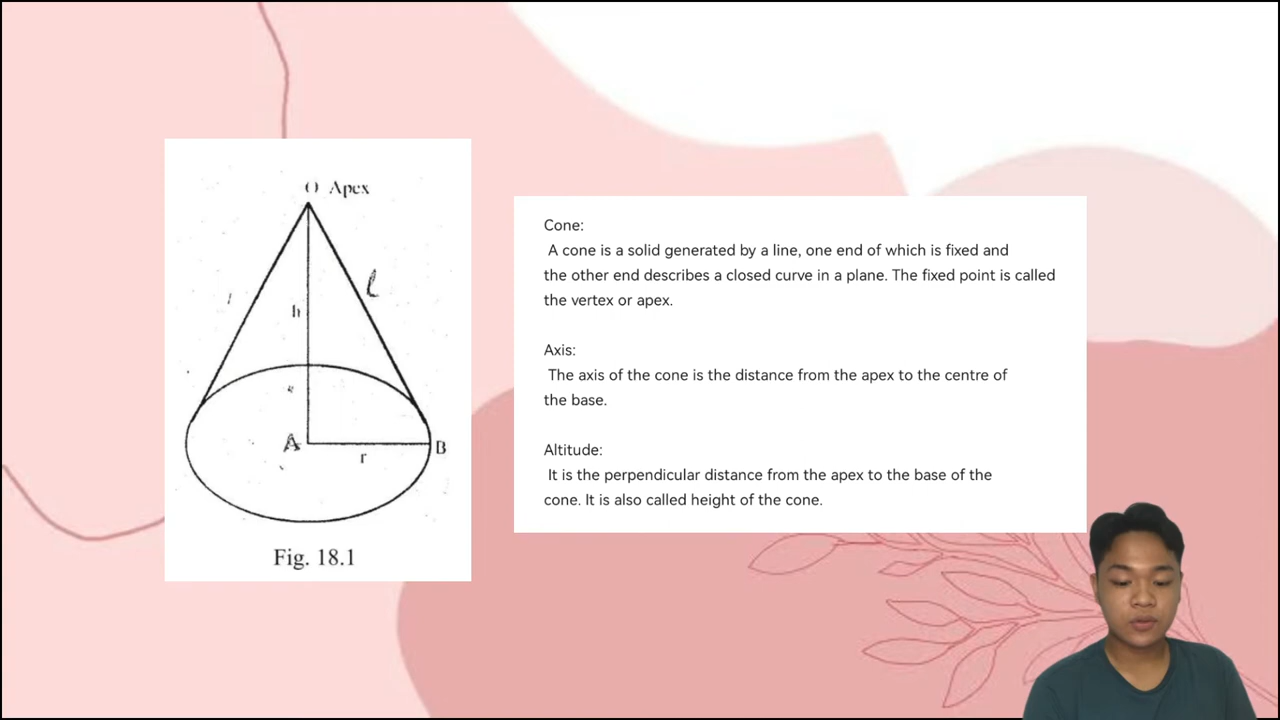 O Apex
l
l
h
A
B
r
Fig. 18.1
Cone:
A cone is a solid generated by a line, one end of which is fixed and
the other end describes a closed curve in a plane. The fixed point is called
the vertex or apex.
Axis:
The axis of the cone is the distance from the apex to the centre of
the base.
Altitude:
It is the perpendicular distance from the apex to the base of the
cone. It is also called height of the cone.